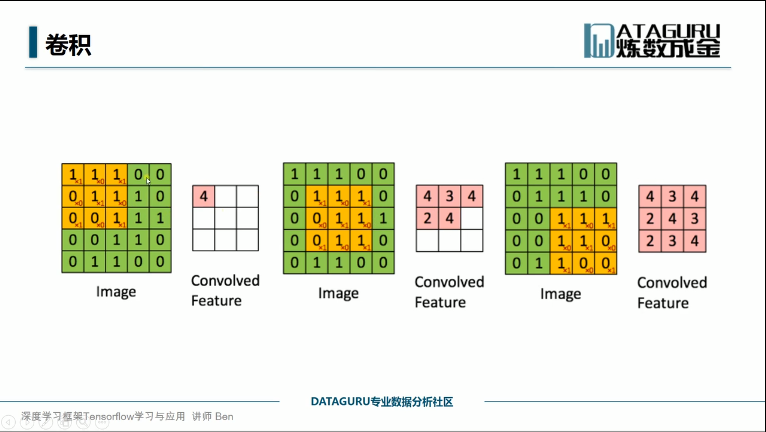 卷积
DATAGURU
炼数成金
1×1 1×0 1×1 0 0
0×0 1×1 1×0 1 0
0×1 0×0 1×1 1 1
0 0 1 1 0
0 1 1 0 0
Image
4
Convolved
Feature
1 1 1 0 0
0 1×1 1×0 1×1 0
0 0×0 1×1 1×0 1
0 0×1 1×0 1×1 0
0 1 1 0 0
Image
4 3 4
2 4
Convolved
Feature
1 1 1 0 0
0 1 1 1 0
0 0 1×1 1×0 1×1
0 0 1×0 1×1 0×0
0 1 1×1 0×0 0×1
Image
4 3 4
2 4 3
2 3 4
Convolved
Feature
DATAGURU专业数据分析社区
深度学习框架Tensorflow学习与应用 讲师 Ben